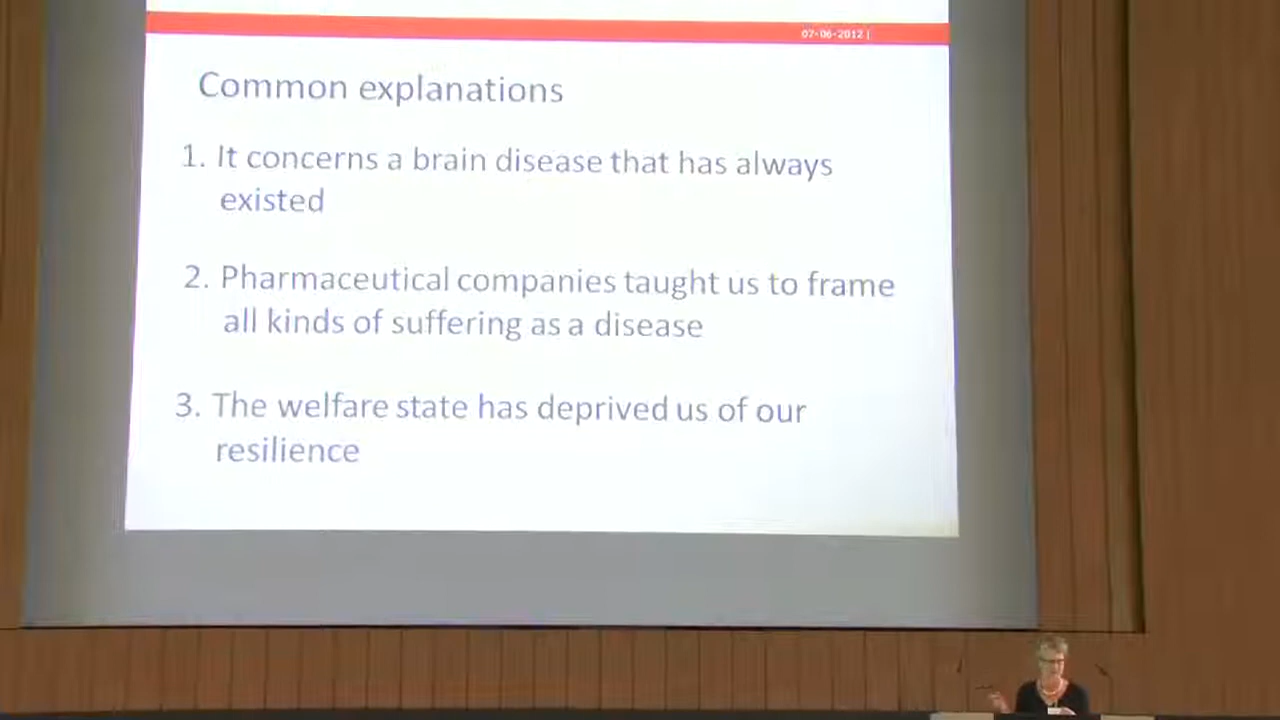 07-06-2012 |
Common explanations
1. It concerns a brain disease that has always
existed
2. Pharmaceutical companies taught us to frame
all kinds of suffering as a disease
3. The welfare state has deprived us of our
resilience